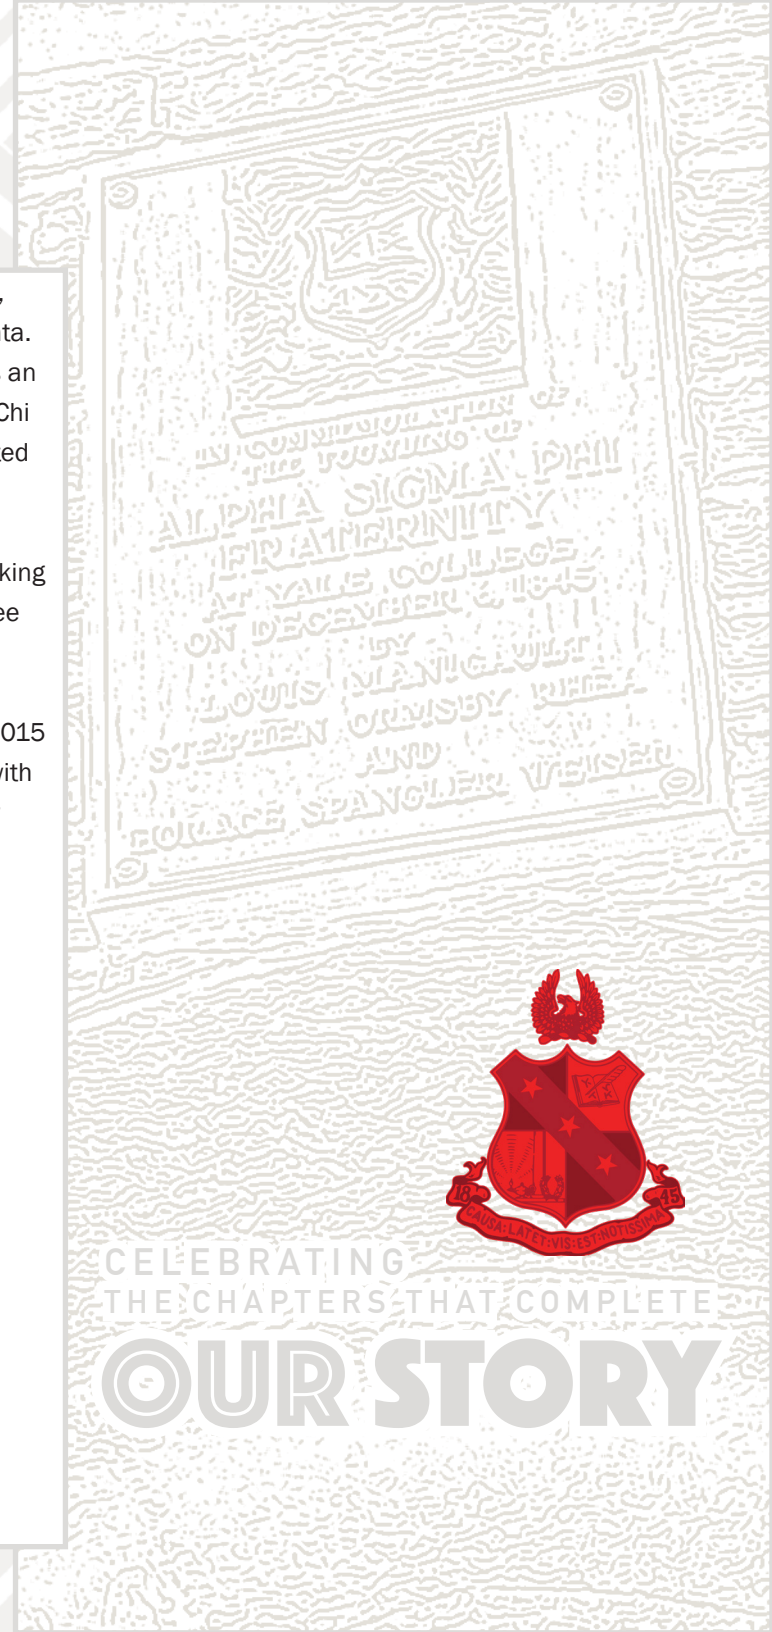 ,
ta.
an
Chi
ed
king
ee
015
with
IN COMMEMORATION OF
THE FOUNDING OF
ALPHA SIGMA PHI
FRATERNITY
AT YALE COLLEGE
ON DECEMBER 6, 1845
BY
LOUIS MANIGAULT
STEPHEN ORMSBY RHEA
AND
HORACE SPANGLER WEISER
18
45
CAUSA:LATET:VIS:EST:NOTISSIMA
CELEBRATING
THE CHAPTERS THAT COMPLETE
OUR STORY